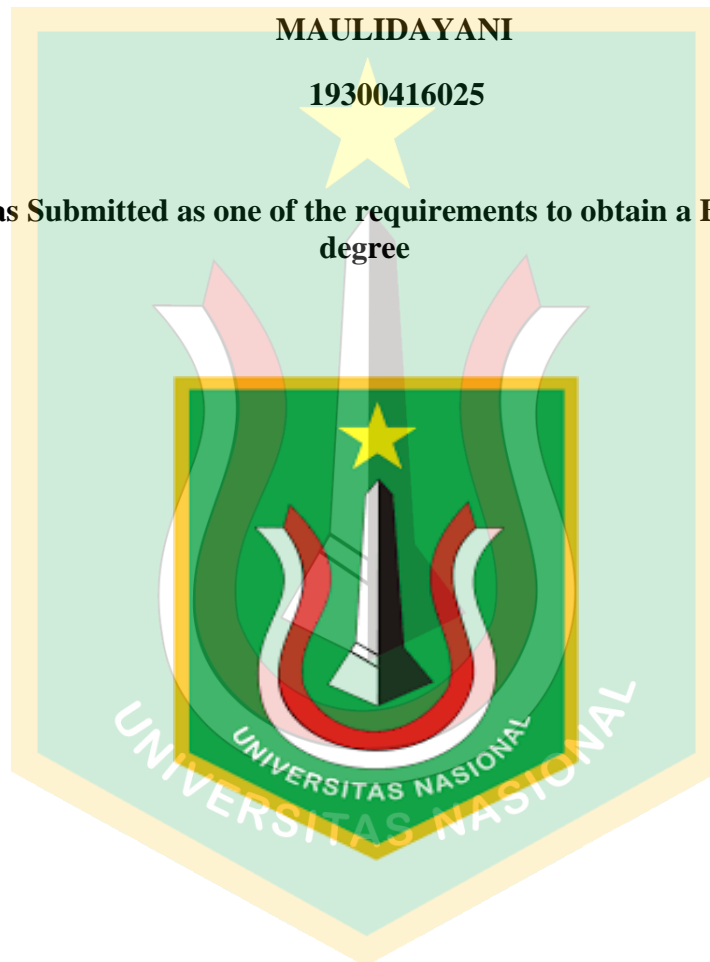 MAULIDAYANI
19300416025
as Submitted as one of the requirements to obtain a
degree
UNIVERSITAS NASIONAL
UNIVERSITAS NASIONAL